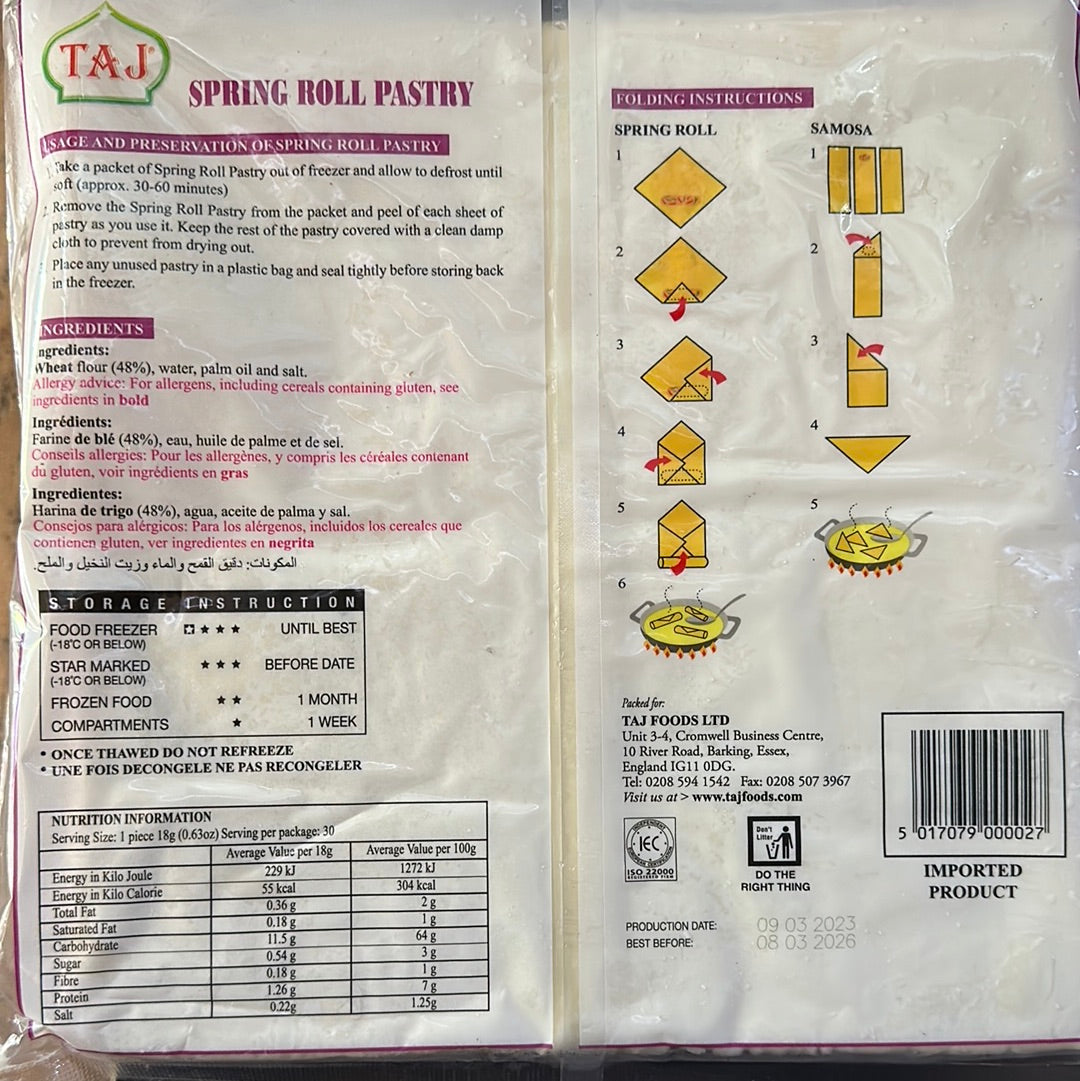 TAJ
SPRING ROLL PASTRY
USAGE AND PRESERVATION OF SPRING ROLL PASTRY
Take a packet of Spring Roll Pastry out of freezer and allow to defrost until
soft (approx. 30-60 minutes)
Remove the Spring Roll Pastry from the packet and peel of each sheet of
pastry as you use it. Keep the rest of the pastry covered with a clean damp
cloth to prevent from drying out.
Place any unused pastry in a plastic bag and seal tightly before storing back
in the freezer.
INGREDIENTS
Ingredients:
Wheat flour (48%), water, palm oil and salt.
Allergy advice: For allergens, including cereals containing gluten, see
ingredients in bold
Ingrédients:
Farine de blé (48%), eau, huile de palme et de sel.
Conseils allergies: Pour les allergènes, y compris les céréales contenant
du gluten, voir ingrédients en gras
Ingredientes:
Harina de trigo (48%), agua, aceite de palma y sal.
Consejos para alérgicos: Para los alérgenos, incluidos los cereales que
contienen gluten, ver ingredientes en negrita
المكونات: دقيق القمح والماء وزيت النخيل والملح.
STORAGE INSTRUCTION
FOOD FREEZER ★★★ UNTIL BEST
(-18°C OR BELOW)
STAR MARKED ★★★ BEFORE DATE
(-18°C OR BELOW)
FROZEN FOOD ★★ 1 MONTH
COMPARTMENTS ★ 1 WEEK
• ONCE THAWED DO NOT REFREEZE
• UNE FOIS DECONGELE NE PAS RECONGELER
NUTRITION INFORMATION
Serving Size: 1 piece 18g (0.63oz) Serving per package: 30
Average Value per 18g Average Value per 100g
Energy in Kilo Joule 229 kJ 1272 kJ
Energy in Kilo Calorie 55 kcal 304 kcal
Total Fat 0.36 g 2 g
Saturated Fat 0.18 g 1 g
Carbohydrate 11.5 g 64 g
Sugar 0.54 g 3 g
Fibre 0.18 g 1 g
Protein 1.26 g 7 g
Salt 0.22g 1.25g
FOLDING INSTRUCTIONS
SPRING ROLL
1
2
3
4
5
6
SAMOSA
1
2
3
4
5
Packed for:
TAJ FOODS LTD
Unit 3-4, Cromwell Business Centre,
10 River Road, Barking, Essex,
England IG11 0DG.
Tel: 0208 594 1542 Fax: 0208 507 3967
Visit us at > www.tajfoods.com
INDEPENDENT
IEC
ISO 22000
REGISTERED FIRM
Don't
Litter
DO THE
RIGHT THING
5 017079 000027
IMPORTED
PRODUCT
PRODUCTION DATE: 09 03 2023
BEST BEFORE: 08 03 2026